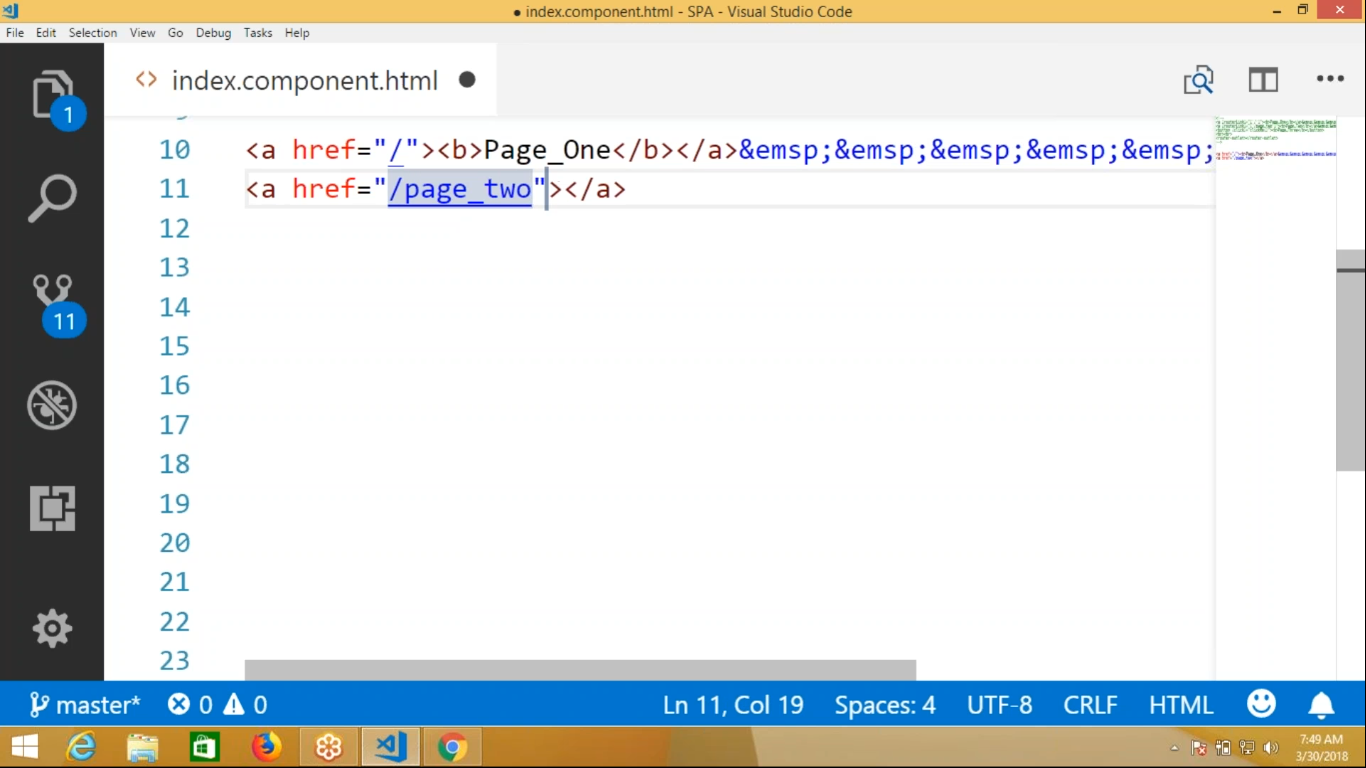 ● index.component.html - SPA - Visual Studio Code
File Edit Selection View Go Debug Tasks Help
<> index.component.html ●
1
10 <a href="/"><b>Page_One</b></a>&emsp;&emsp;&emsp;&emsp;&emsp;
11 <a href="/page_two"></a>
12
13
11
14
15
16
17
18
19
20
21
22
23
master* 0 0 Ln 11, Col 19 Spaces: 4 UTF-8 CRLF HTML
7:49 AM
3/30/2018